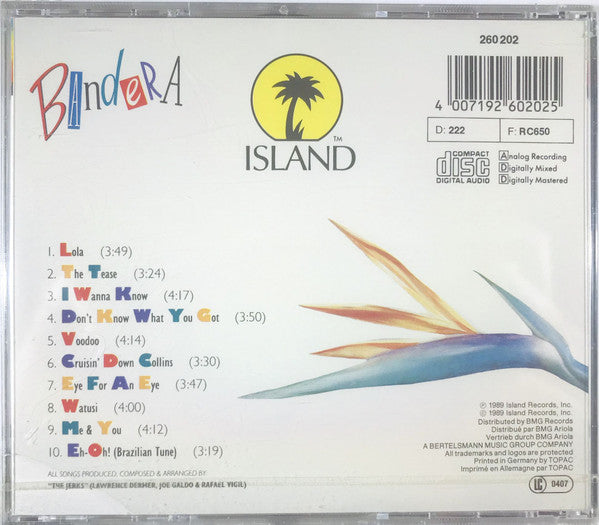 BAndeRA
260 202
4 007192 602025
D: 222 F: RC650
TM
ISLAND
COMPACT
disc
DIGITAL AUDIO
Analog Recording
Digitally Mixed
Digitally Mastered
1. Lola (3:49)
2. The Tease (3:24)
3. I Wanna Know (4:17)
4. Don't Know What You Got (3:50)
5. Voodoo (4:14)
6. Cruisin' Down Collins (3:30)
7. Eye For An Eye (3:47)
8. Watusi (4:00)
9. Me & You (4:12)
10. Eh-Oh! (Brazilian Tune) (3:19)
ALL SONGS PRODUCED, COMPOSED & ARRANGED BY
"THE JERKS" (LAWRENCE DERMER, JOE GALDO & RAFAEL VIGIL)
℗ 1989 Island Records, Inc.
© 1989 Island Records, Inc.
Distributed by BMG Records
Distribué par BMG Ariola
Vertrieb durch BMG Ariola
A BERTELSMANN MUSIC GROUP COMPANY
All trademarks and logos are protected
Printed in Germany by TOPAC
Imprimé en Allemagne par TOPAC
LC 0407